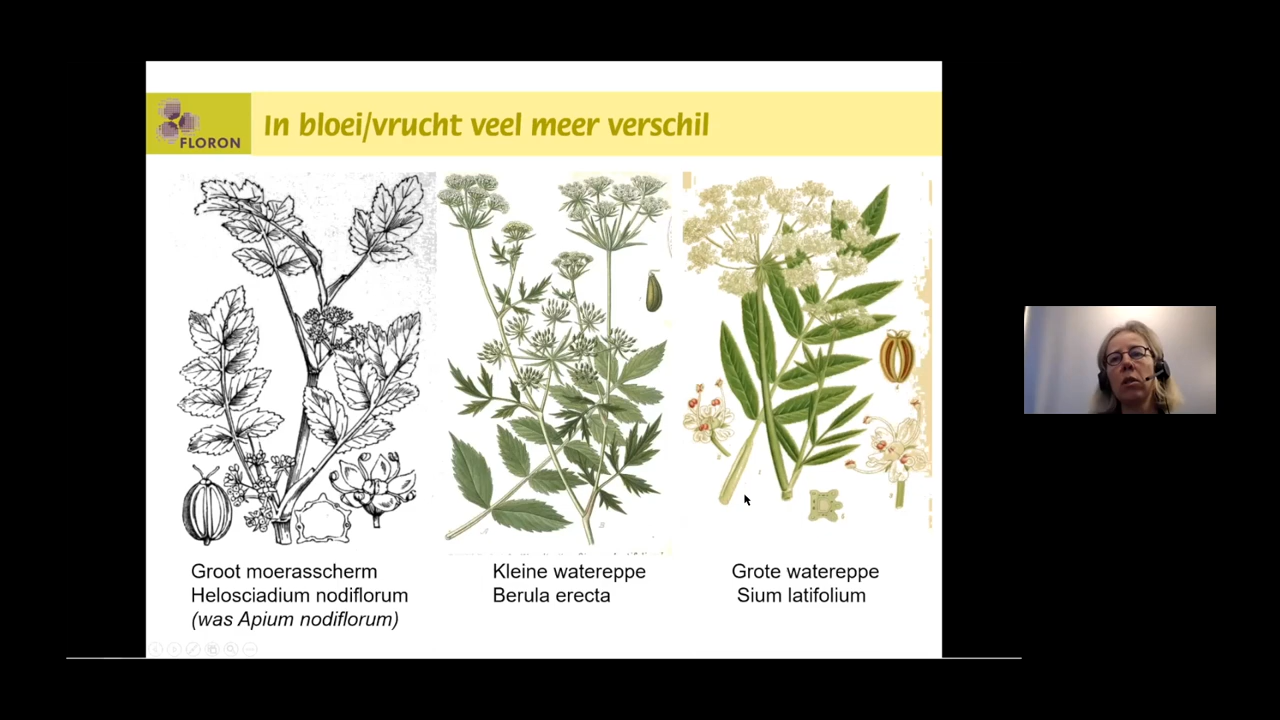 FLORON
In bloei/vrucht veel meer verschil
Groot moerasscherm
Helosciadium nodiflorum
(was Apium nodiflorum)
Kleine watereppe
Berula erecta
Grote watereppe
Sium latifolium